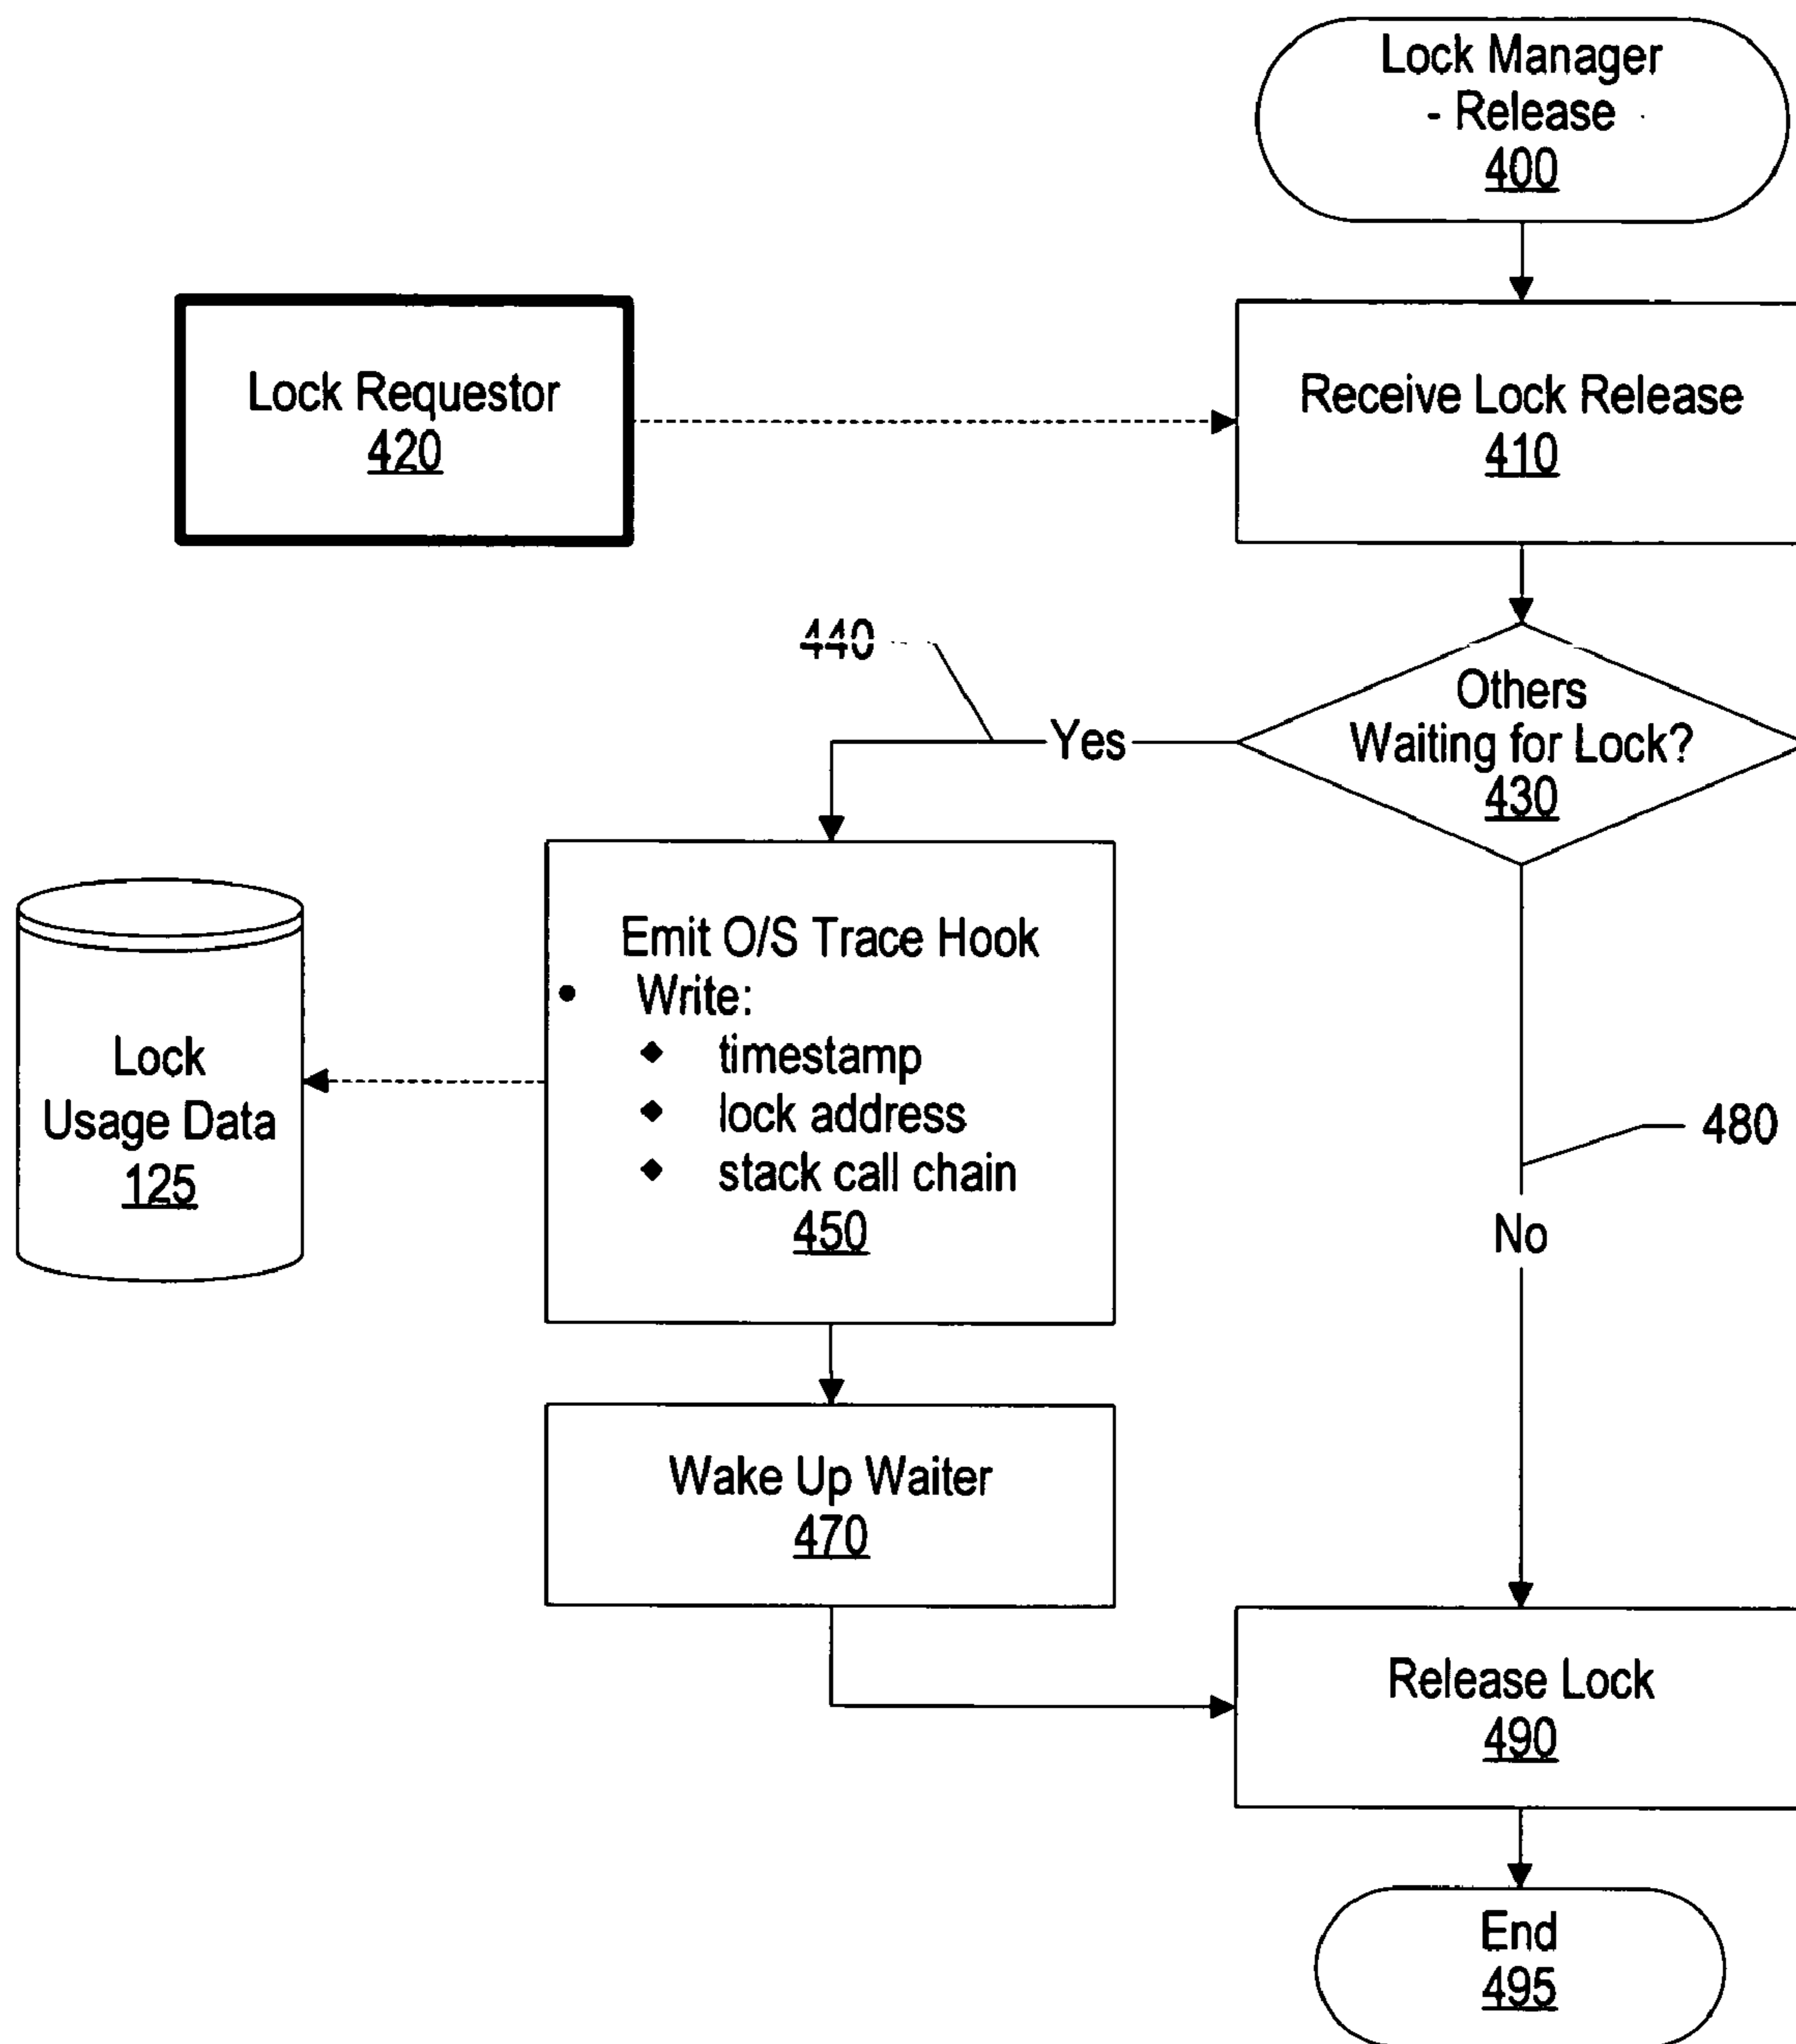 Lock Manager
- Release
400
Lock Requestor
420
Receive Lock Release
410
440
Yes
Others
Waiting for Lock?
430
Emit O/S Trace Hook
• Write:
◆ timestamp
◆ lock address
◆ stack call chain
450
Lock
Usage Data
125
480
No
Wake Up Waiter
470
Release Lock
490
End
495